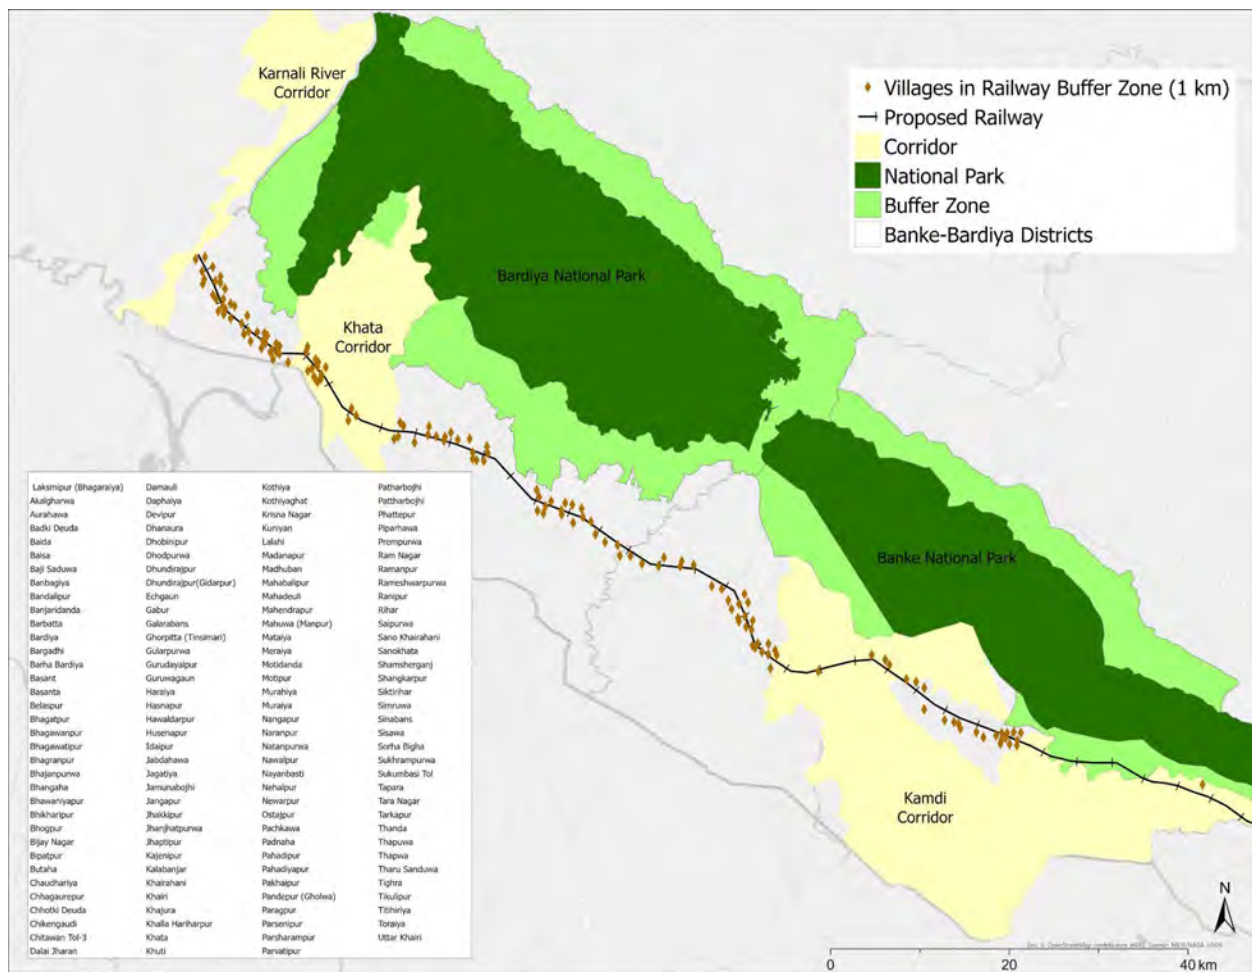 Karnali River
Corridor
Villages in Railway Buffer Zone (1 km)
Proposed Railway
Corridor
National Park
Buffer Zone
Banke-Bardiya Districts
Bardiya National Park
Khata
Corridor
Banke National Park
Kamdi
Corridor
Laksmipur (Bhagaraiya) Damauli Kothiya Patharbojhi
Akalgharwa Daphaiya Kothiyaghat Pattharbojhi
Aurahawa Devipur Krisna Nagar Phattepur
Badki Deuda Dhanaura Kuniyan Piparhawa
Baida Dhobinipur Lalahi Prempurwa
Baisa Dhodpurwa Madanapur Ram Nagar
Baji Saduwa Dhundirajpur Madhuban Ramanpur
Banbagiya Dhundirajpur(Gidarpur) Mahabalipur Rameshwarpurwa
Bandalipur Echgaun Mahadeuli Ranipur
Banjaridanda Gabur Mahendrapur Rihar
Barbatta Galerabans Mahuwa (Manpur) Saipurwa
Bardiya Ghorpitta (Tinsimari) Mataiya Sano Khairahani
Bargadhi Gularpurwa Meraiya Sanokhata
Barha Bardiya Gurudayalpur Motidanda Shamsherganj
Basant Guruwagaun Motipur Shangkarpur
Basanta Haraiya Murahiya Siktirihar
Belaspur Hasnapur Muraiya Simruwa
Bhagatpur Hawaldarpur Nangapur Sinabans
Bhagawanpur Husenapur Naranpur Sisawa
Bhagawatipur Idaipur Natanpurwa Sorha Bigha
Bhagranpur Jabdahawa Nawalpur Sukhrampurwa
Bhajanpurwa Jagatiya Nayanbasti Sukumbasi Tol
Bhangaha Jamunabojhi Nehalpur Tapara
Bhawaniyapur Jangapur Newarpur Tara Nagar
Bhikharipur Jhakkipur Ostajpur Tarkapur
Bhogpur Jhanjhatpurwa Pachkawa Thanda
Bijay Nagar Jhaptipur Padnaha Thapuwa
Bipatpur Kajenipur Pahadipur Thapwa
Butaha Kalabanjar Pahadiyapur Tharu Sanduwa
Chaudhariya Khairahani Pakhaipur Tighra
Chhagaurepur Khairi Pandepur (Gholwa) Tikulipur
Chhotki Deuda Khajura Paragpur Titihiriya
Chikengaudi Khalla Hariharpur Parsenipur Toraiya
Chitawan Tol-3 Khata Parsharampur Uttar Khairi
Dalai Jharan Khuti Parvatipur
N
0 20 40 km